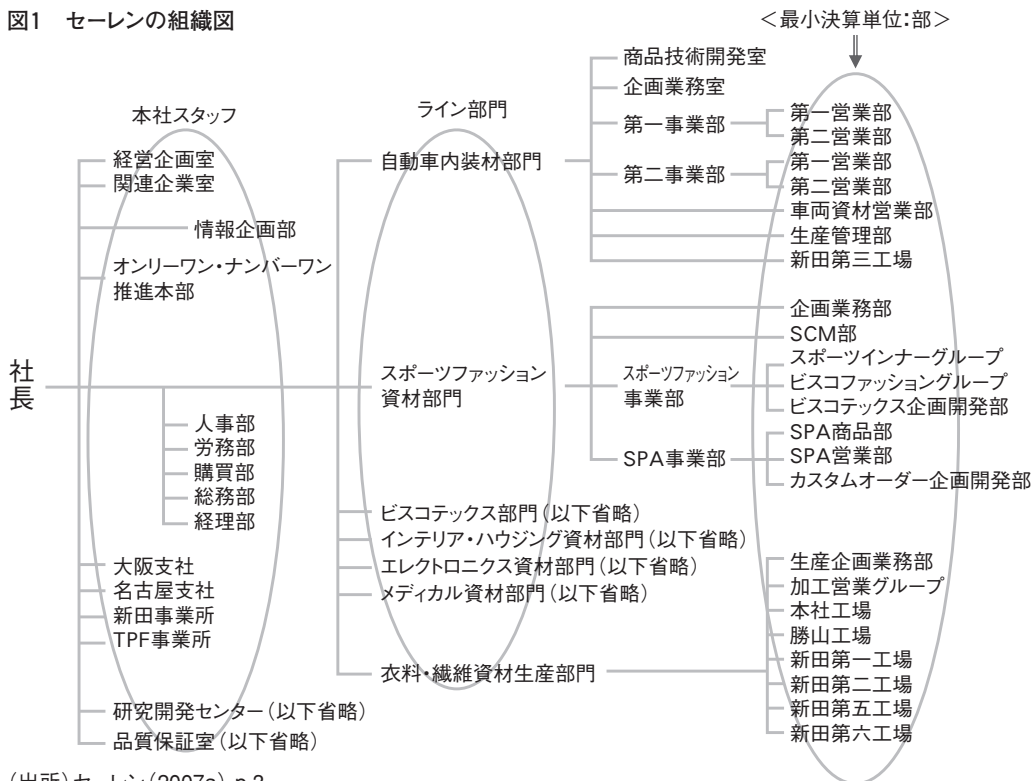 図1　セーレンの組織図
＜最小決算単位:部＞
本社スタッフ
ライン部門
社長
経営企画室
関連企業室
情報企画部
オンリーワン・ナンバーワン
推進本部
人事部
労務部
購買部
総務部
経理部
大阪支社
名古屋支社
新田事業所
TPF事業所
研究開発センター（以下省略）
品質保証室（以下省略）
自動車内装材部門
商品技術開発室
企画業務室
第一事業部
第一営業部
第二営業部
第二事業部
第一営業部
第二営業部
車両資材営業部
生産管理部
新田第三工場
スポーツファッション
資材部門
企画業務部
SCM部
スポーツファッション
事業部
スポーツインナーグループ
ビスコファッショングループ
ビスコテックス企画開発部
SPA事業部
SPA商品部
SPA営業部
カスタムオーダー企画開発部
ビスコテックス部門（以下省略）
インテリア・ハウジング資材部門（以下省略）
エレクトロニクス資材部門（以下省略）
メディカル資材部門（以下省略）
衣料・繊維資材生産部門
生産企画業務部
加工営業グループ
本社工場
勝山工場
新田第一工場
新田第二工場
新田第五工場
新田第六工場
（出所）セーレン（2007a）p.2